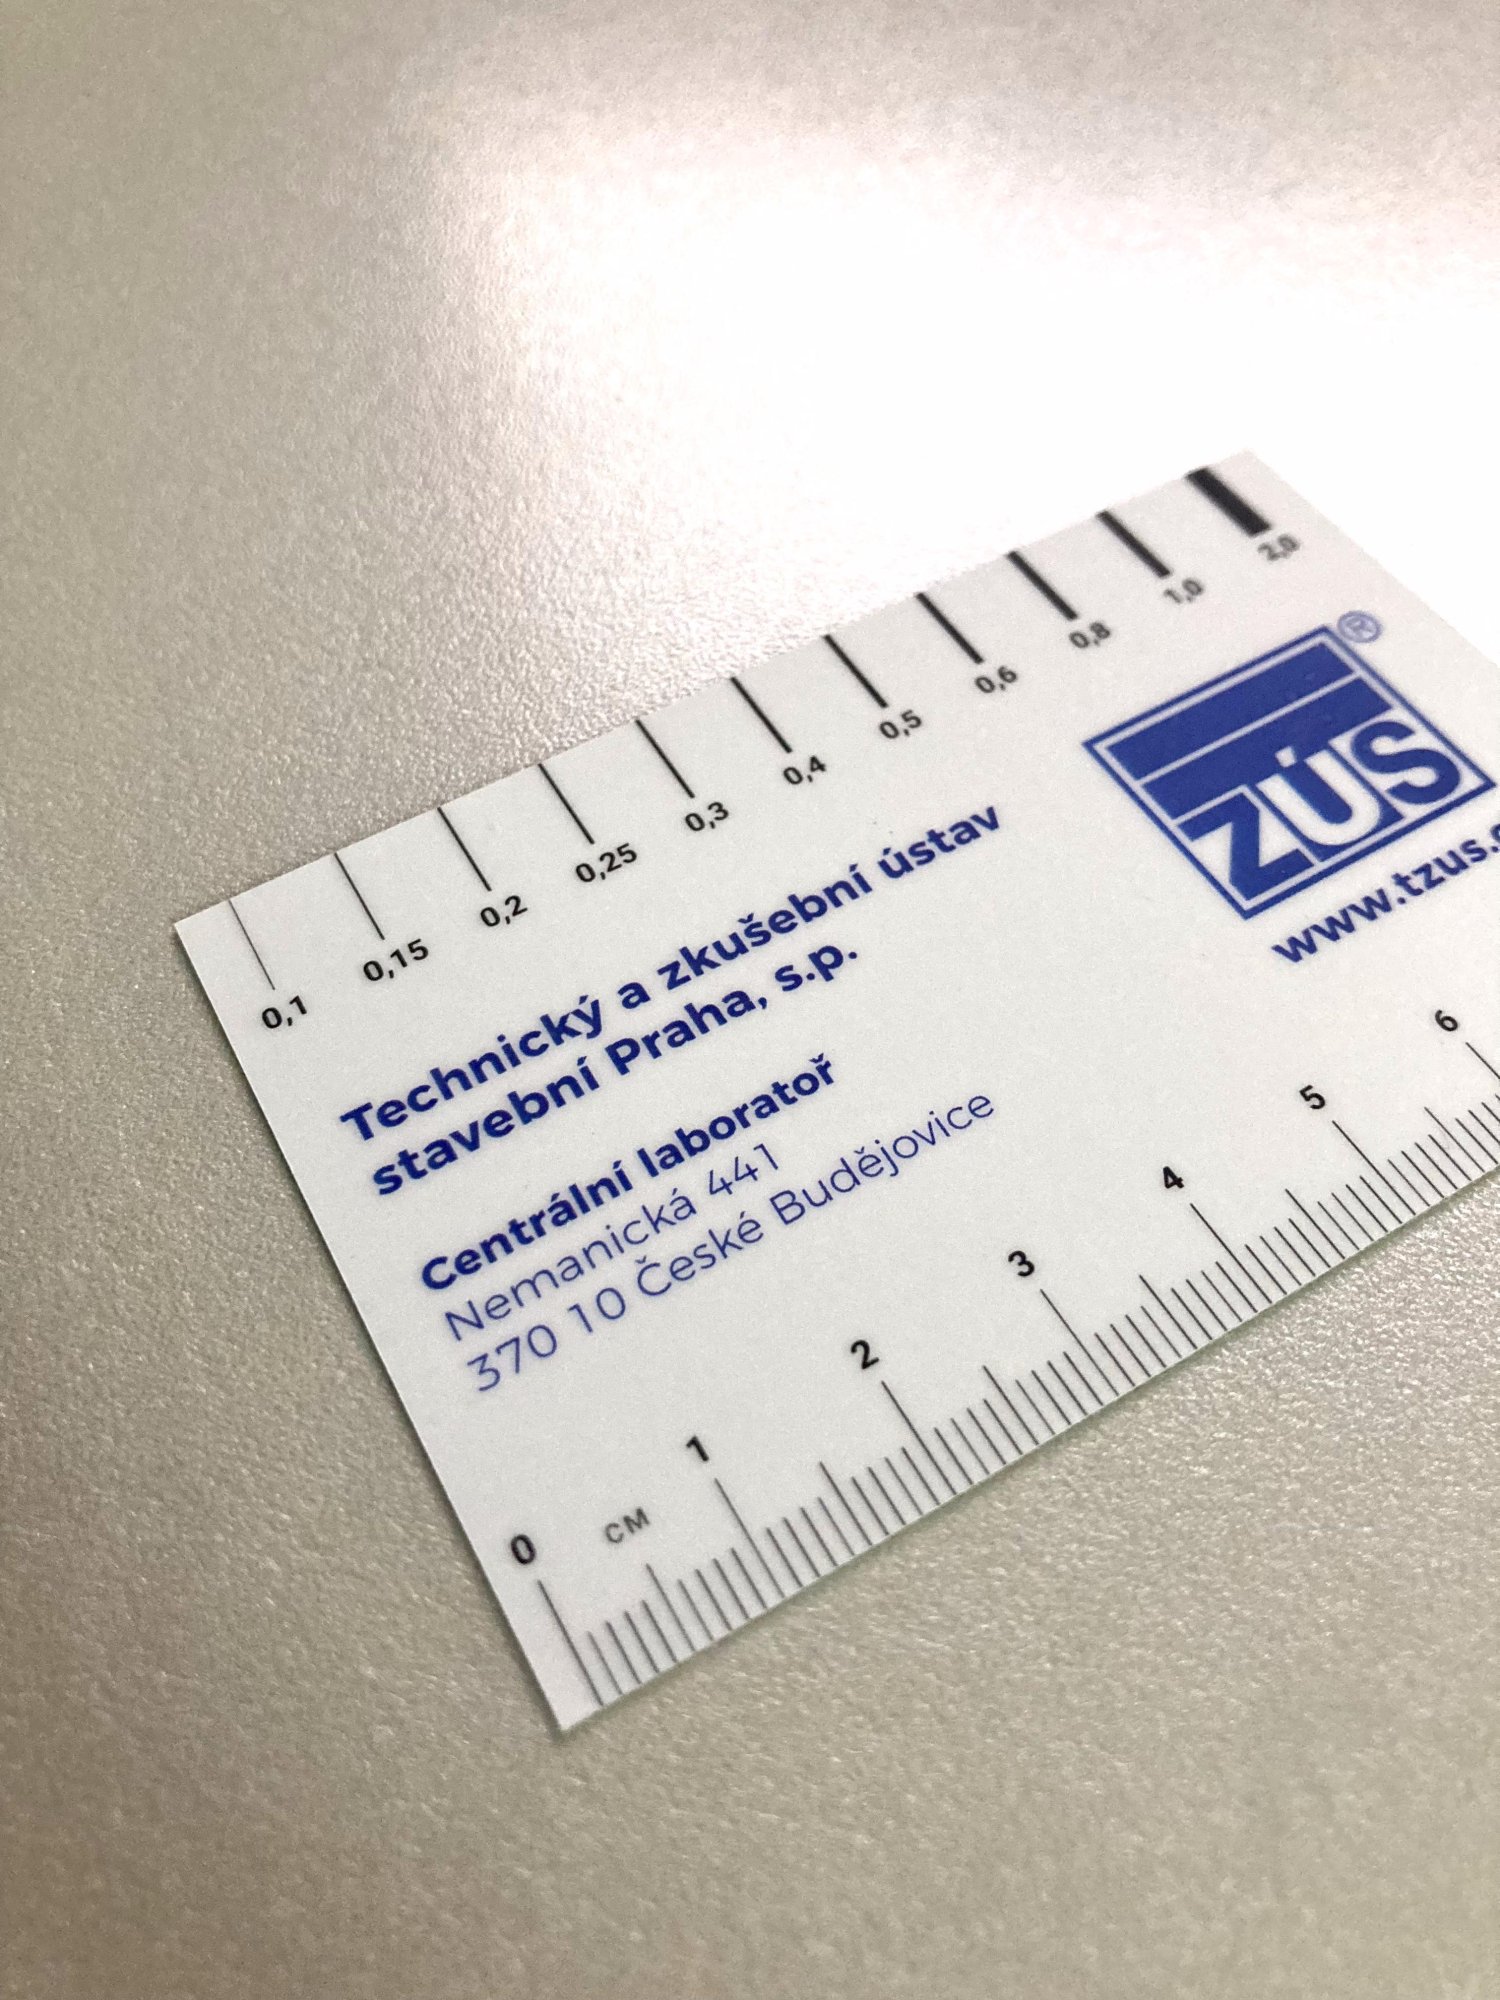 0,1 0,15 0,2 0,25 0,3 0,4 0,5 0,6 0,8 1,0 2,0
Technický a zkušební ústav
stavební Praha, s.p.
Centrální laboratoř
Nemanická 441
370 10 České Budějovice
ZÚS®
www.tzus.
0 CM 1 2 3 4 5 6